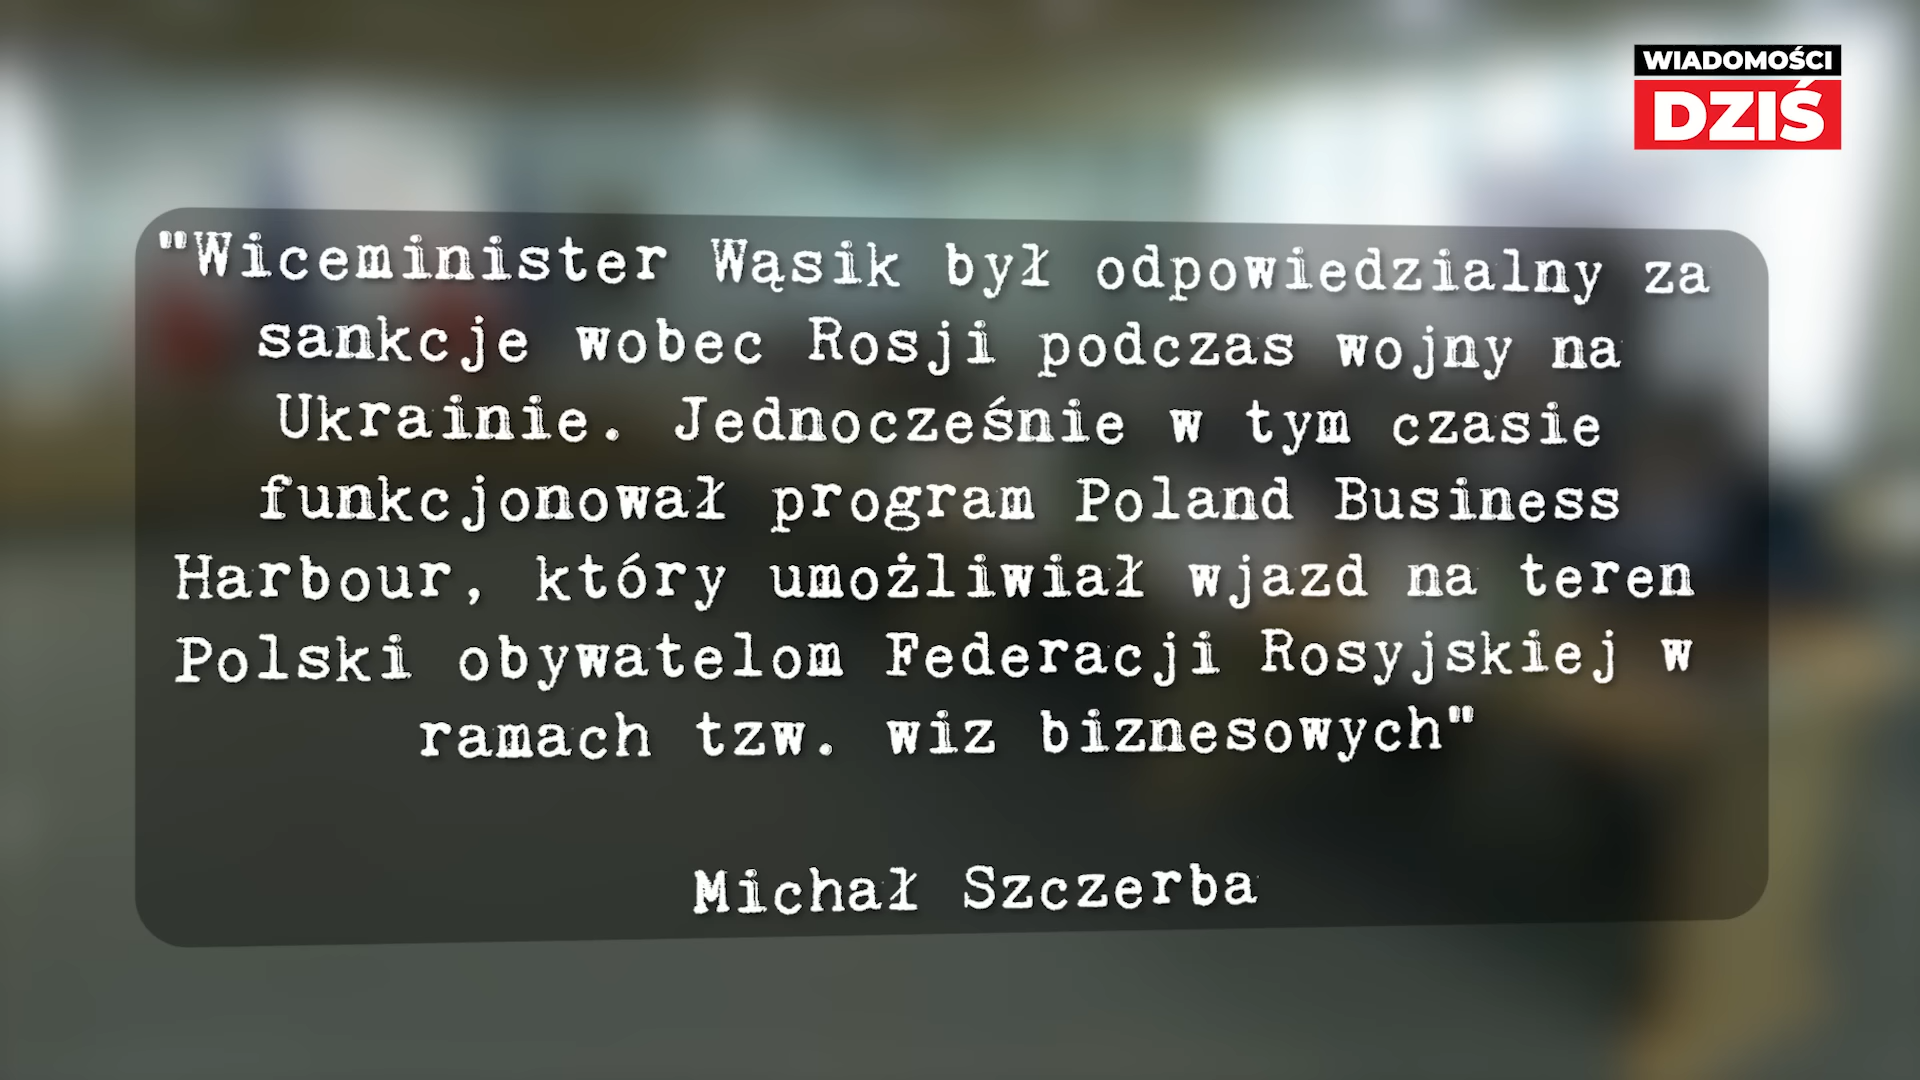 WIADOMOŚCI
DZIŚ
"Wiceminister Wąsik był odpowiedzialny za
sankcje wobec Rosji podczas wojny na
Ukrainie. Jednocześnie w tym czasie
funkcjonował program Poland Business
Harbour, który umożliwiał wjazd na teren
Polski obywatelom Federacji Rosyjskiej w
ramach tzw. wiz biznesowych"
Michał Szczerba